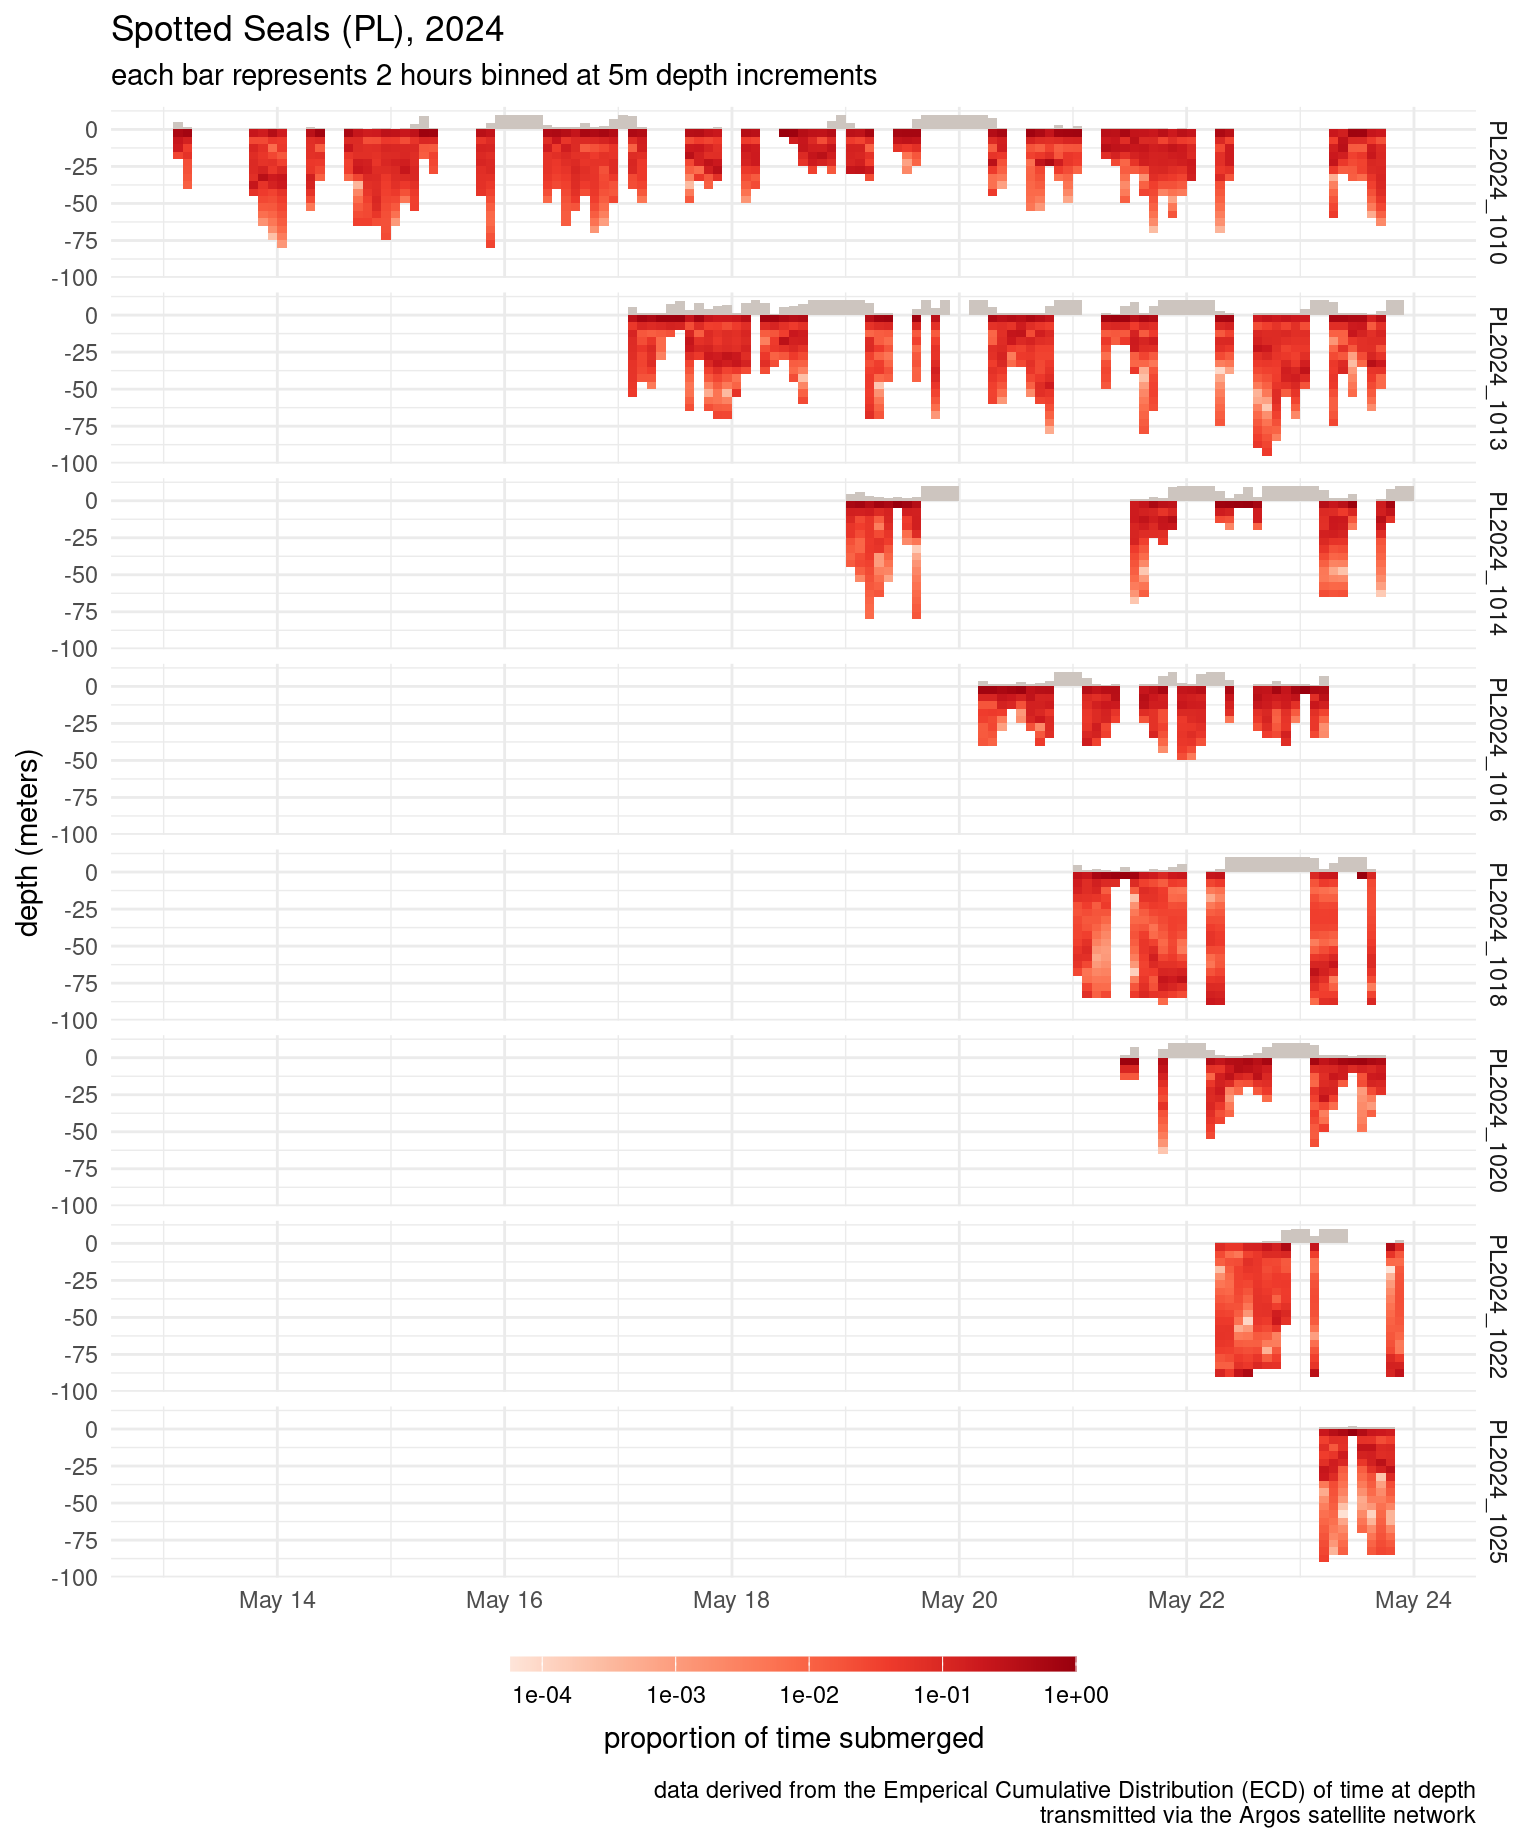 Spotted Seals (PL), 2024
each bar represents 2 hours binned at 5m depth increments
depth (meters)
0
-25
-50
-75
-100
PL2024_1010
0
-25
-50
-75
-100
PL2024_1013
0
-25
-50
-75
-100
PL2024_1014
0
-25
-50
-75
-100
PL2024_1016
0
-25
-50
-75
-100
PL2024_1018
0
-25
-50
-75
-100
PL2024_1020
0
-25
-50
-75
-100
PL2024_1022
0
-25
-50
-75
-100
PL2024_1025
May 14 May 16 May 18 May 20 May 22 May 24
1e-04 1e-03 1e-02 1e-01 1e+00
proportion of time submerged
data derived from the Emperical Cumulative Distribution (ECD) of time at depth
transmitted via the Argos satellite network